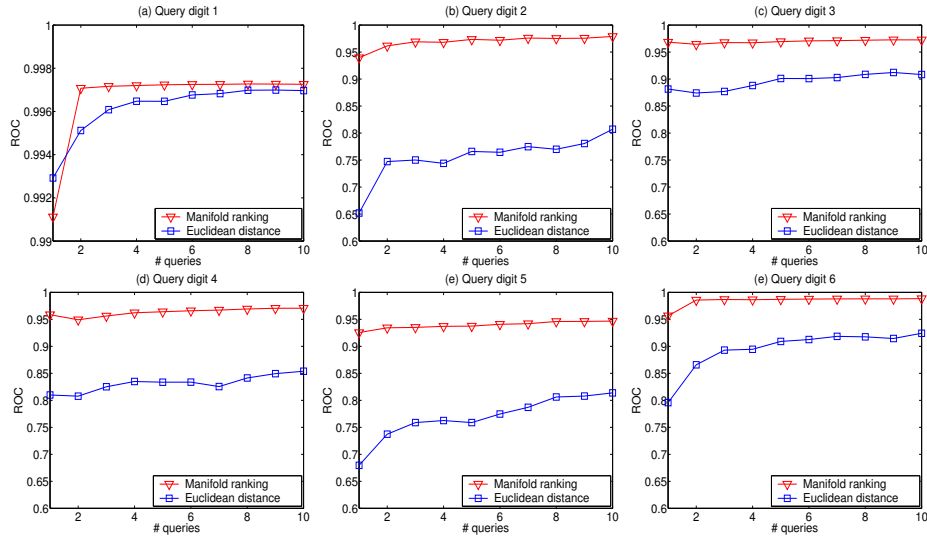 (a) Query digit 1
1
0.998
0.996
0.994
0.992
0.99
ROC
Manifold ranking
Euclidean distance
2 4 6 8 10
# queries
(b) Query digit 2
1
0.95
0.9
0.85
0.8
0.75
0.7
0.65
0.6
ROC
Manifold ranking
Euclidean distance
2 4 6 8 10
# queries
(c) Query digit 3
1
0.95
0.9
0.85
0.8
0.75
0.7
0.65
0.6
ROC
Manifold ranking
Euclidean distance
2 4 6 8 10
# queries
(d) Query digit 4
1
0.95
0.9
0.85
0.8
0.75
0.7
0.65
0.6
ROC
Manifold ranking
Euclidean distance
2 4 6 8 10
# queries
(e) Query digit 5
1
0.95
0.9
0.85
0.8
0.75
0.7
0.65
0.6
ROC
Manifold ranking
Euclidean distance
2 4 6 8 10
# queries
(e) Query digit 6
1
0.95
0.9
0.85
0.8
0.75
0.7
0.65
0.6
ROC
Manifold ranking
Euclidean distance
2 4 6 8 10
# queries